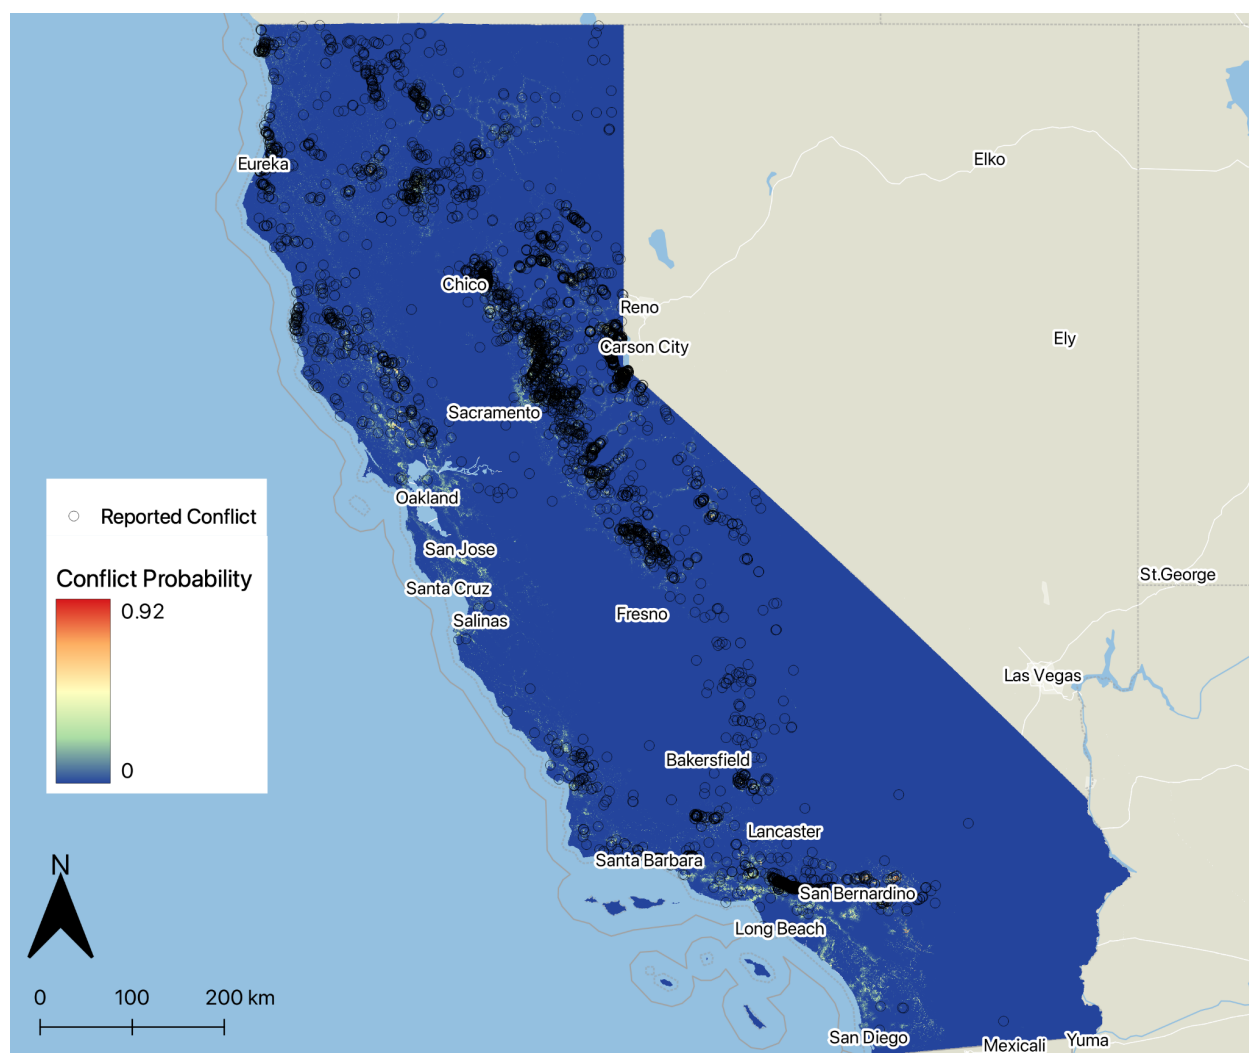 Elko
Eureka
Chico
Reno
Ely
Carson City
Sacramento
Oakland
Reported Conflict
San Jose
St.George
Conflict Probability
Santa Cruz
0.92
Fresno
Salinas
Las Vegas
Bakersfield
0
Lancaster
Santa Barbara
N
San Bernardino
Long Beach
0 100 200 km
San Diego
Mexicali
Yuma